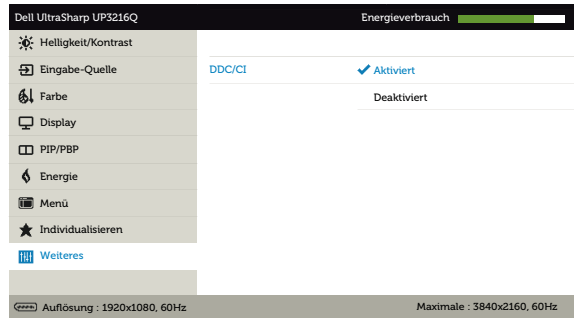 Dell UltraSharp UP3216Q Energieverbrauch
Helligkeit/Kontrast
Eingabe-Quelle DDC/CI Aktiviert
Farbe Deaktiviert
Display
PIP/PBP
Energie
Menü
Individualisieren
Weiteres
Auflösung : 1920x1080, 60Hz Maximale : 3840x2160, 60Hz